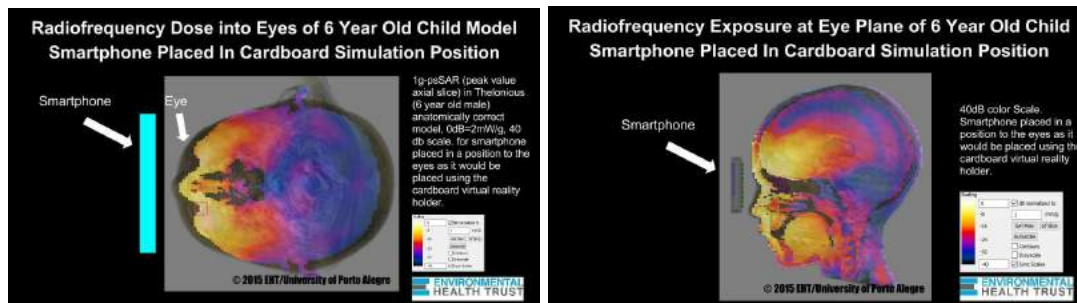 Radiofrequency Dose into Eyes of 6 Year Old Child Model
Smartphone Placed In Cardboard Simulation Position
Smartphone
Eye
1g-psSAR (peak value
axial slice) in Thelonious
(6 year old male)
anatomically correct
model, 0dB=2mW/g, 40
db scale. for smartphone
placed in a position to the
eyes as it would be
placed using the
cardboard virtual reality
holder.
© 2015 EHT/University of Porto Alegre
ENVIRONMENTAL
HEALTH TRUST
Radiofrequency Exposure at Eye Plane of 6 Year Old Child
Smartphone Placed In Cardboard Simulation Position
Smartphone
40dB color Scale.
Smartphone placed in a
position to the eyes as it
would be placed using the
cardboard virtual reality
holder.
© 2015 EHT/University of Porto Alegre
ENVIRONMENTAL
HEALTH TRUST